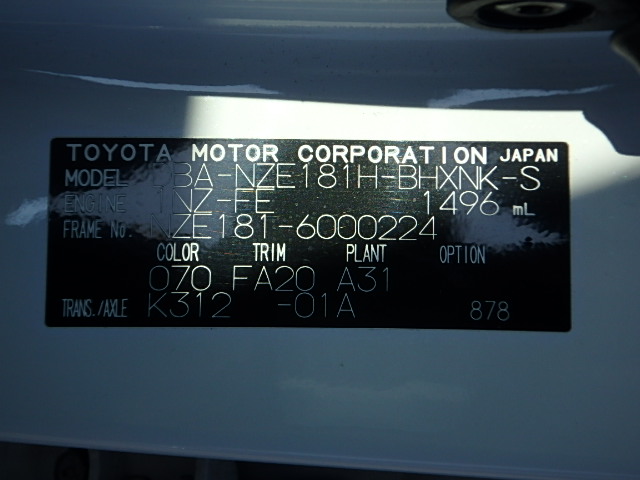 TOYOTA MOTOR CORPORATION JAPAN
MODEL DBA-NZE181H-BHXNK-S
ENGINE 1NZ-FE 1496 mL
FRAME No. NZE181-6000224
COLOR TRIM PLANT OPTION
070 FA20 A31
TRANS./AXLE K312 -01A 878